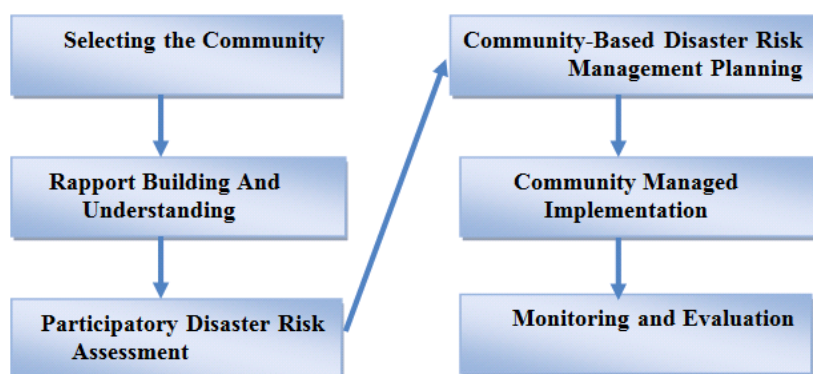 Selecting the Community
Rapport Building And
Understanding
Participatory Disaster Risk
Assessment
Community-Based Disaster Risk
Management Planning
Community Managed
Implementation
Monitoring and Evaluation